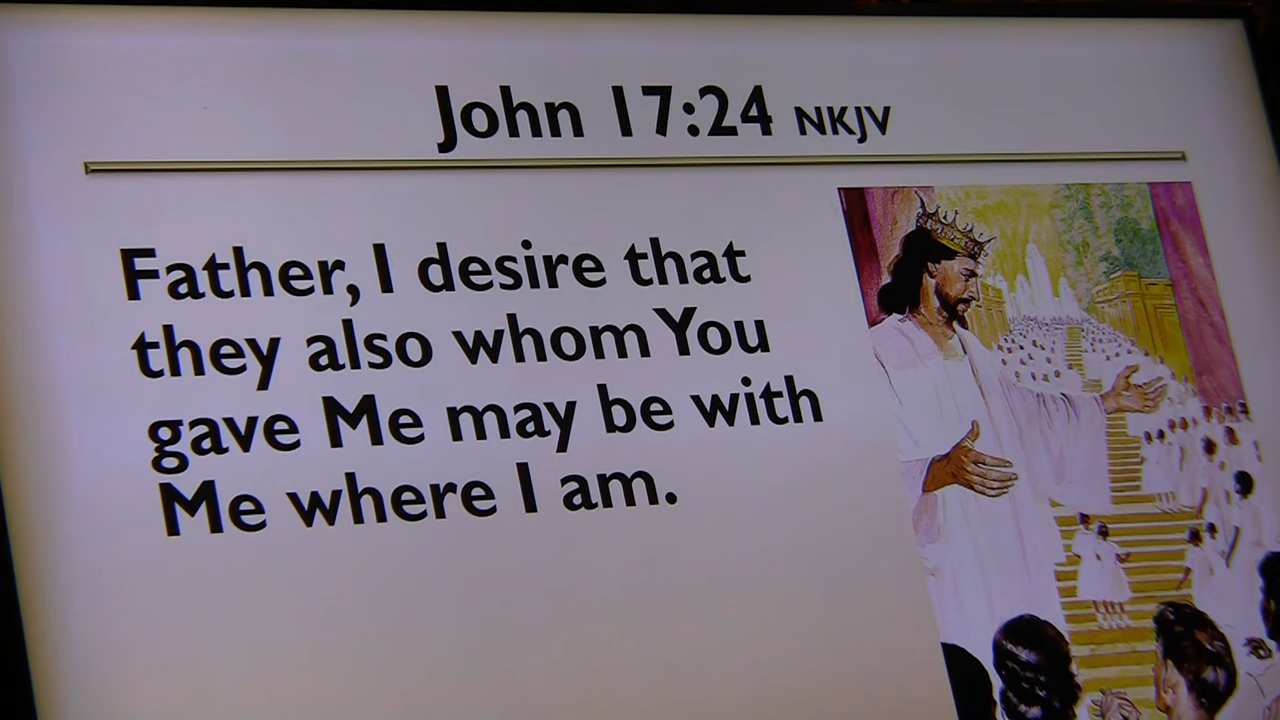 John 17:24 NKJV
Father, I desire that
they also whom You
gave Me may be with
Me where I am.